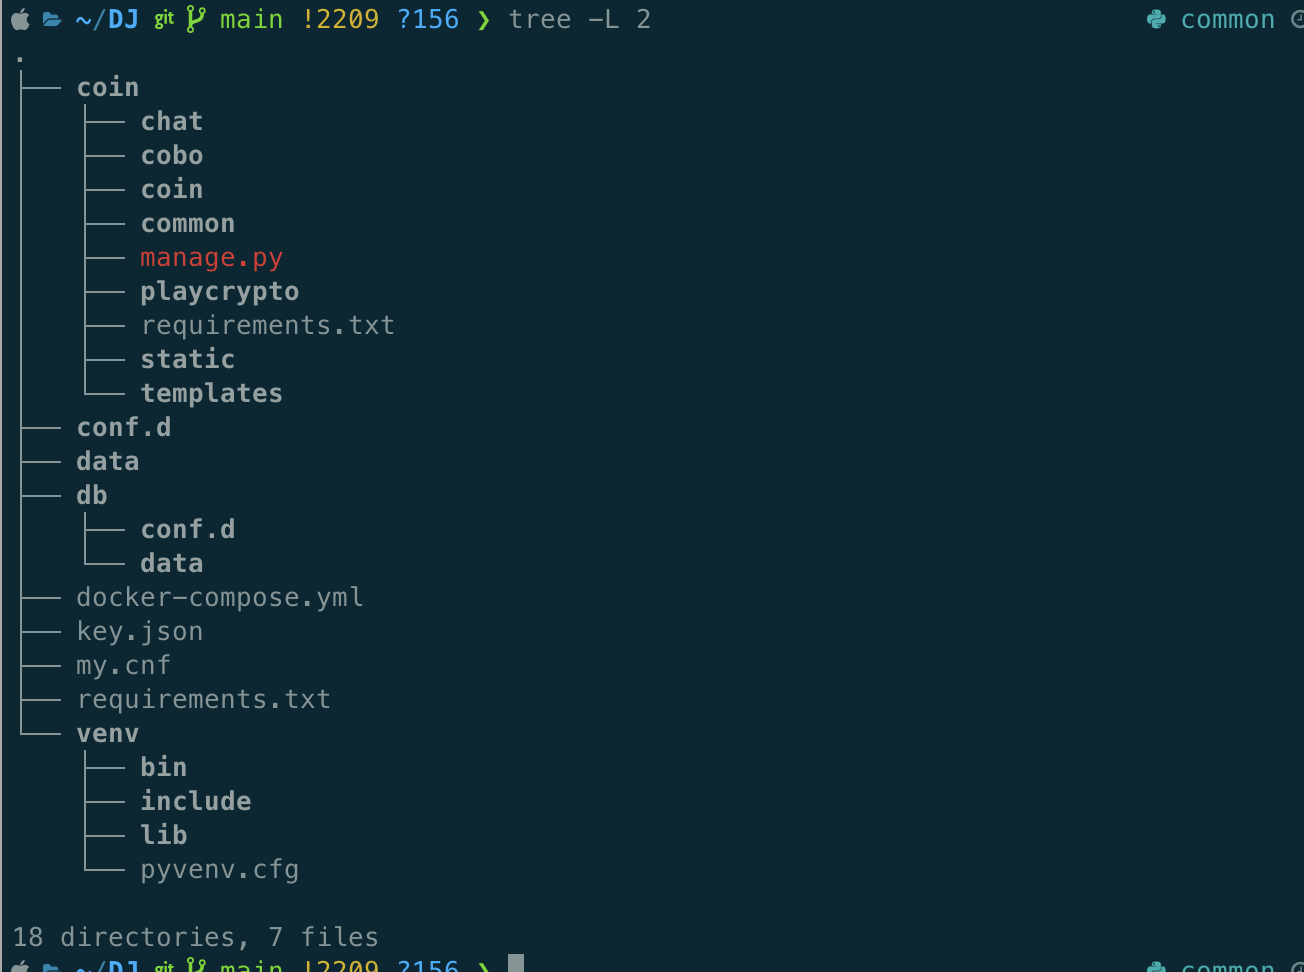 ~/DJ git main !2209 ?156 ❯ tree -L 2 common
.
├── coin
│   ├── chat
│   ├── cobo
│   ├── coin
│   ├── common
│   ├── manage.py
│   ├── playcrypto
│   ├── requirements.txt
│   ├── static
│   └── templates
├── conf.d
├── data
├── db
│   ├── conf.d
│   └── data
├── docker-compose.yml
├── key.json
├── my.cnf
├── requirements.txt
└── venv
    ├── bin
    ├── include
    ├── lib
    └── pyvenv.cfg
18 directories, 7 files
~/DJ git main !2209 ?156 ❯ common